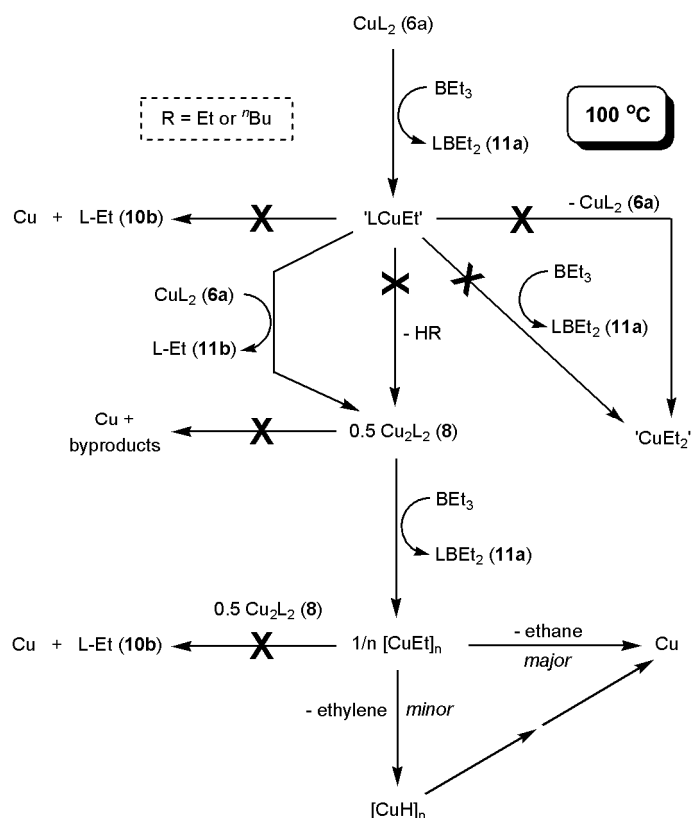 CuL₂ (6a)
BEt₃
R = Et or ⁿBu
100 °C
LBEt₂ (11a)
Cu + L-Et (10b)
X
'LCuEt'
X
- CuL₂ (6a)
X
X
BEt₃
CuL₂ (6a)
LBEt₂ (11a)
- HR
L-Et (11b)
Cu +
byproducts
X
0.5 Cu₂L₂ (8)
'CuEt₂'
BEt₃
LBEt₂ (11a)
0.5 Cu₂L₂ (8)
Cu + L-Et (10b)
X
1/n [CuEt]ₙ
- ethane
major
Cu
- ethylene
minor
[CuH]ₙ